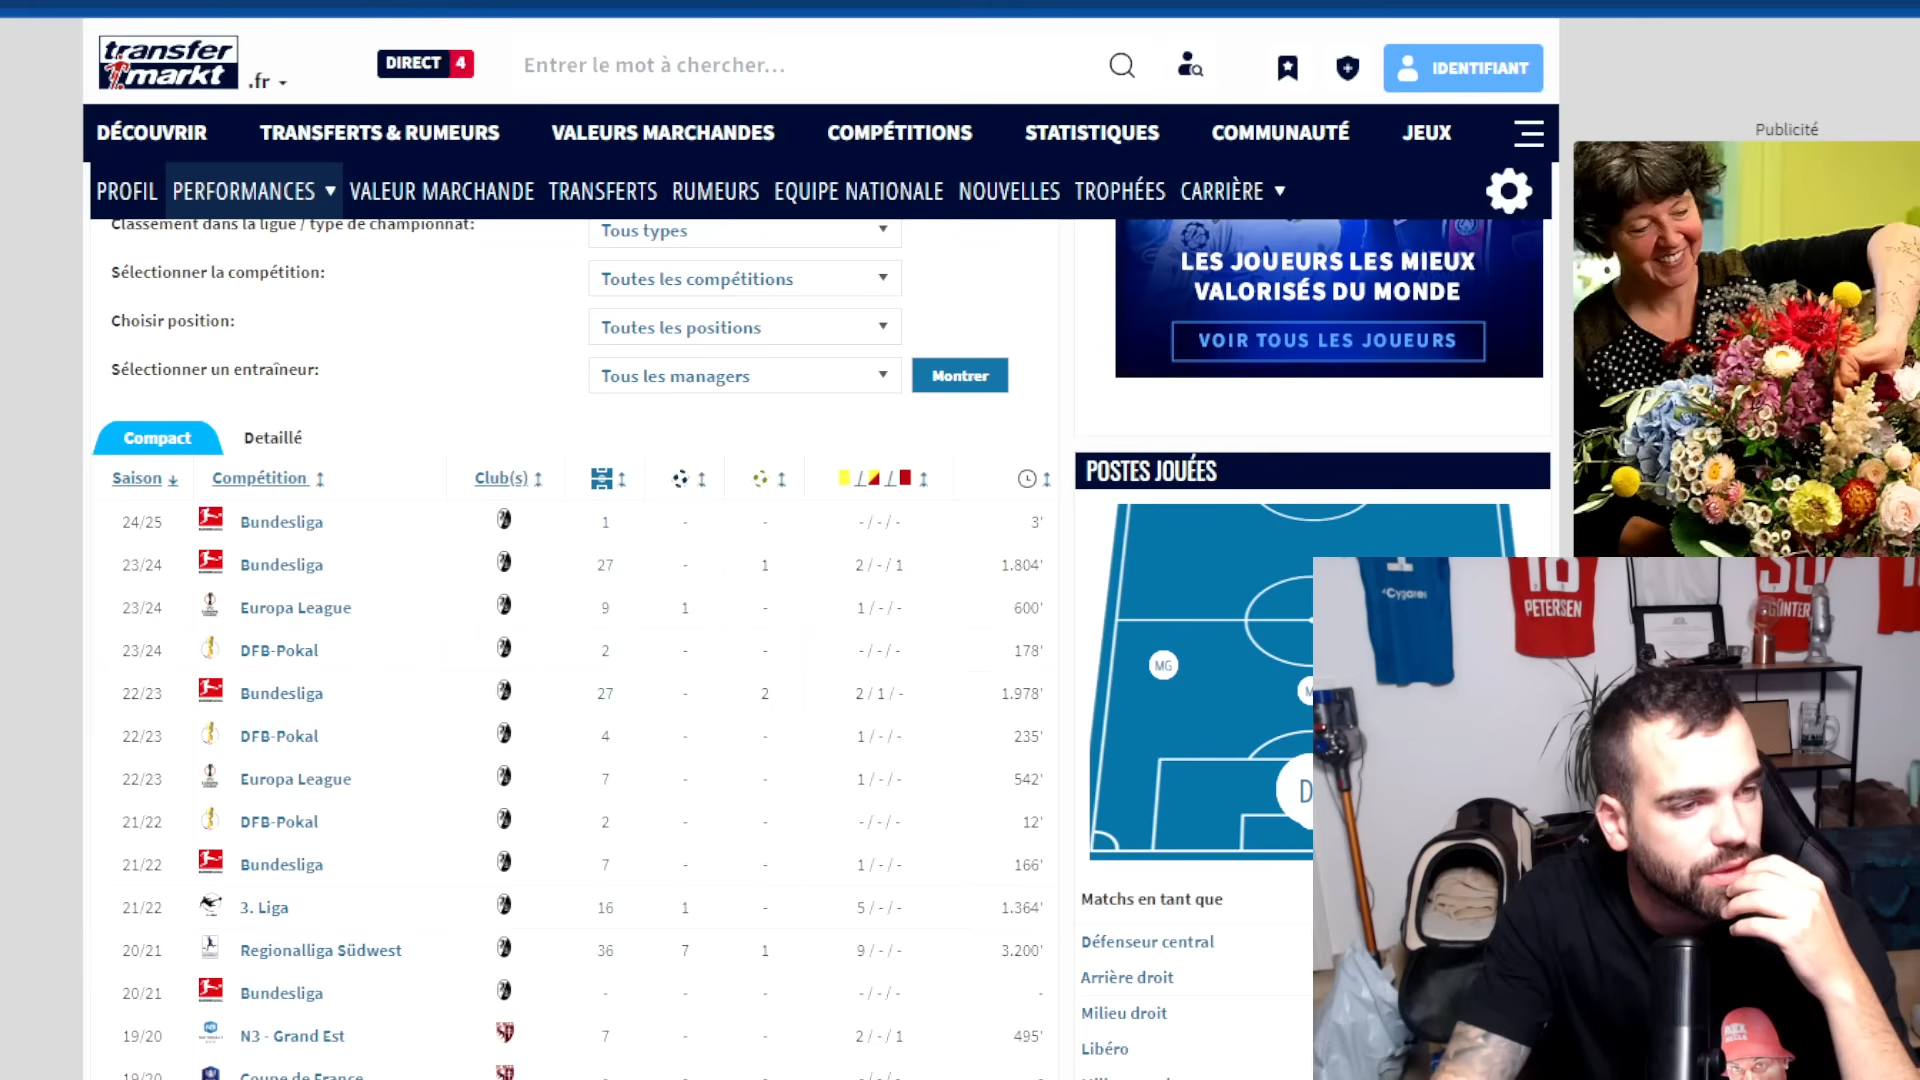 transfer
markt
.fr
DIRECT 4
Entrer le mot à chercher...
IDENTIFIANT
DÉCOUVRIR TRANSFERTS & RUMEURS VALEURS MARCHANDES COMPÉTITIONS STATISTIQUES COMMUNAUTÉ JEUX
PROFIL PERFORMANCES VALEUR MARCHANDE TRANSFERTS RUMEURS EQUIPE NATIONALE NOUVELLES TROPHÉES CARRIÈRE
Classement dans la ligue / type de championnat: Tous types
Sélectionner la compétition: Toutes les compétitions
Choisir position: Toutes les positions
Sélectionner un entraîneur: Tous les managers Montrer
Compact Detaillé
Saison Compétition Club(s)
24/25 Bundesliga 1 - - - / - / - 3'
23/24 Bundesliga 27 - 1 2 / - / 1 1.804'
23/24 Europa League 9 1 - 1 / - / - 600'
23/24 DFB-Pokal 2 - - - / - / - 178'
22/23 Bundesliga 27 - 2 2 / 1 / - 1.978'
22/23 DFB-Pokal 4 - - 1 / - / - 235'
22/23 Europa League 7 - - 1 / - / - 542'
21/22 DFB-Pokal 2 - - - / - / - 12'
21/22 Bundesliga 7 - - 1 / - / - 166'
21/22 3. Liga 16 1 - 5 / - / - 1.364'
20/21 Regionalliga Südwest 36 7 1 9 / - / - 3.200'
20/21 Bundesliga - - - - / - / - -
19/20 N3 - Grand Est 7 - - 2 / - / 1 495'
19/20 Coupe de France - - - - / - / - -
LES JOUEURS LES MIEUX
VALORISÉS DU MONDE
VOIR TOUS LES JOUEURS
POSTES JOUÉES
MG
Matchs en tant que
Défenseur central
Arrière droit
Milieu droit
Libéro
Publicité
Cygames
PETERSEN
GÜNTER